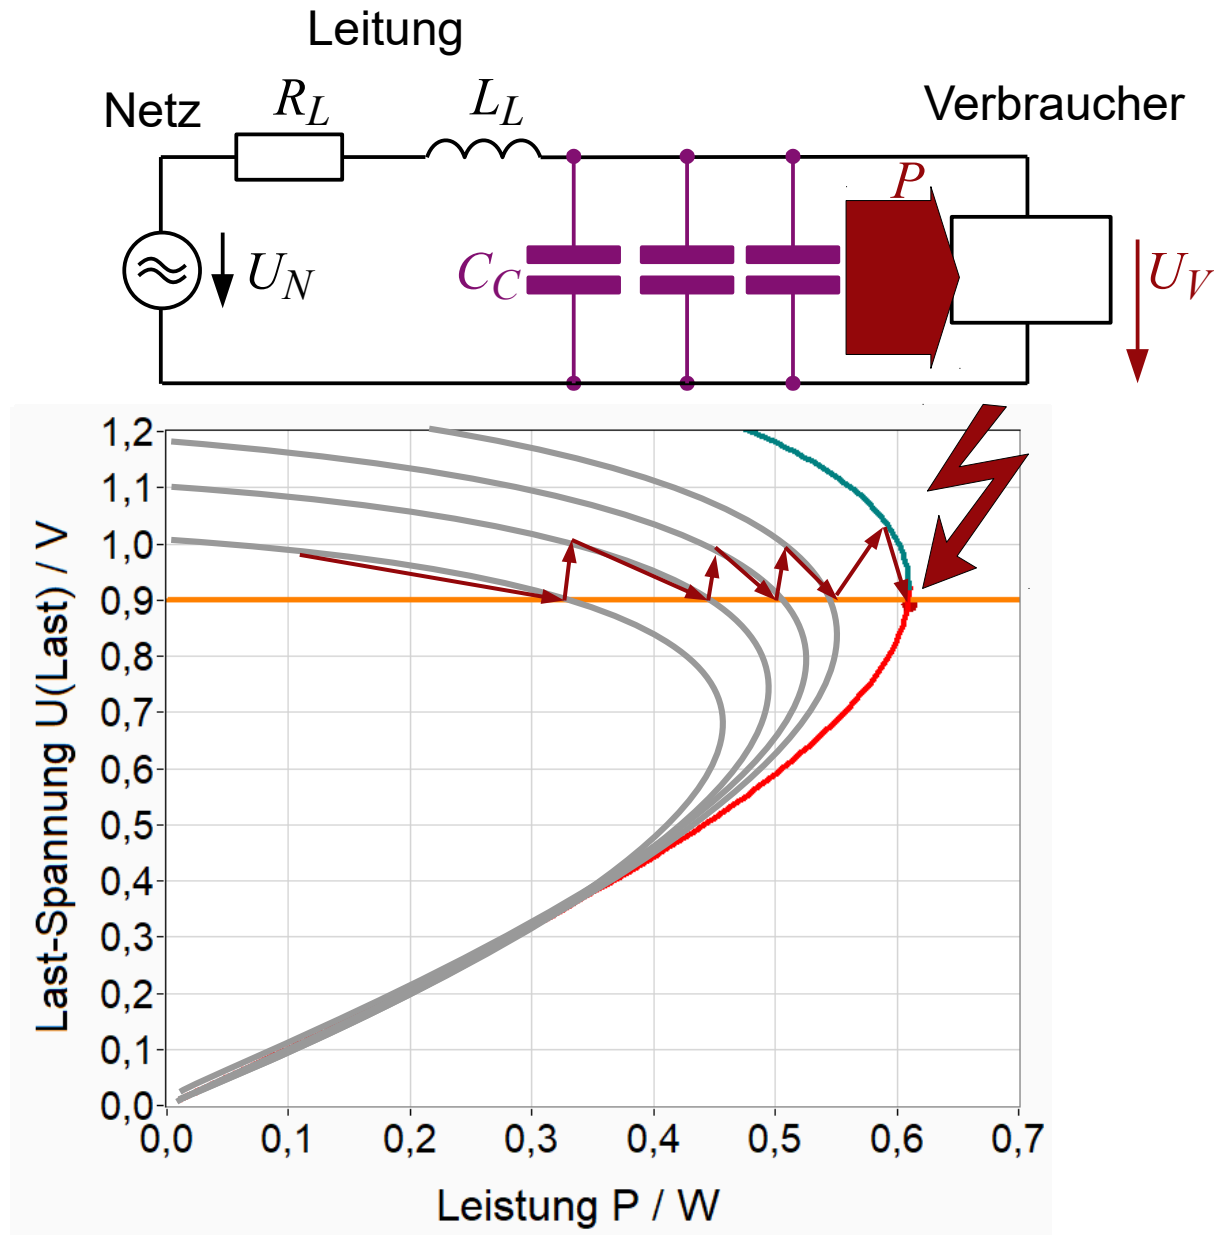 Leitung
Netz
R_L
L_L
Verbraucher
P
U_N
C_C
U_V
1,2
1,1
1,0
0,9
0,8
0,7
0,6
0,5
0,4
0,3
0,2
0,1
0,0
Last-Spannung U(Last) / V
0,0 0,1 0,2 0,3 0,4 0,5 0,6 0,7
Leistung P / W